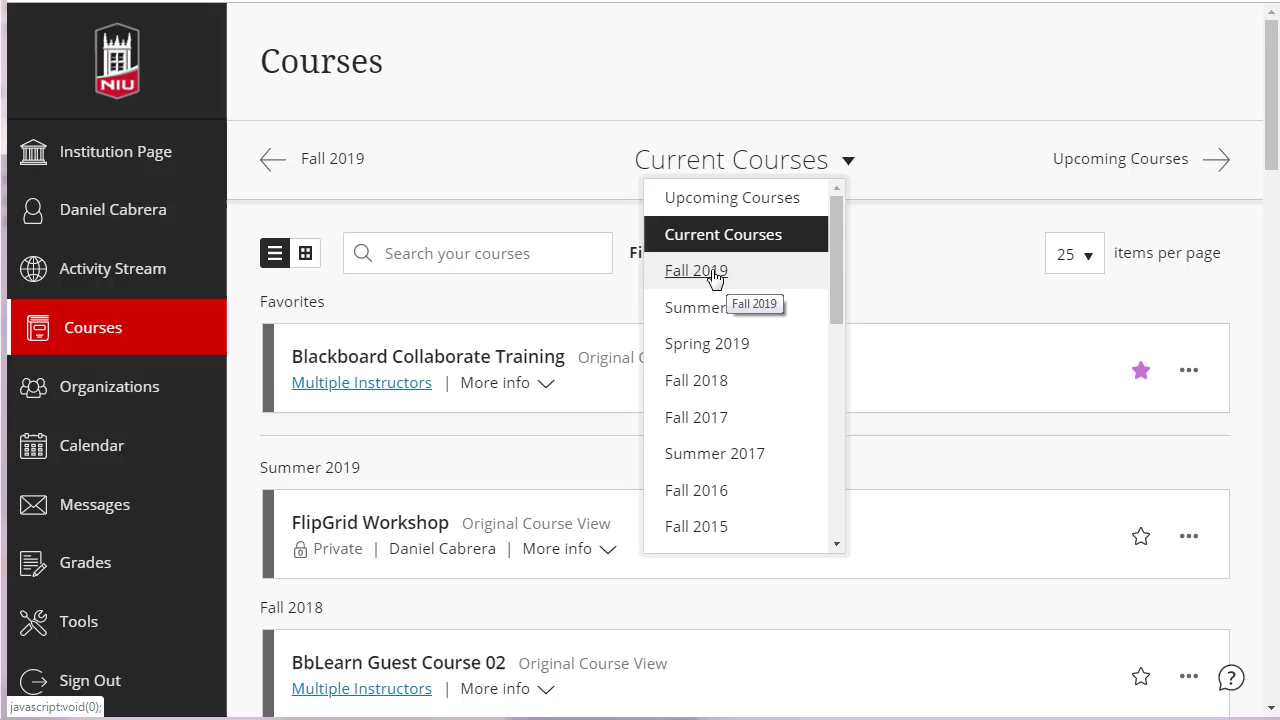 NIU
Institution Page
Daniel Cabrera
Activity Stream
Courses
Organizations
Calendar
Messages
Grades
Tools
Sign Out
javascript:void(0);
Courses
Fall 2019
Current Courses
Upcoming Courses
Upcoming Courses
Current Courses
Fall 2019
Fall 2019
Summer
Spring 2019
Fall 2018
Fall 2017
Summer 2017
Fall 2016
Fall 2015
Search your courses
25 items per page
Favorites
Blackboard Collaborate Training Original
Multiple Instructors | More info
Summer 2019
FlipGrid Workshop Original Course View
Private | Daniel Cabrera | More info
Fall 2018
BbLearn Guest Course 02 Original Course View
Multiple Instructors | More info
?